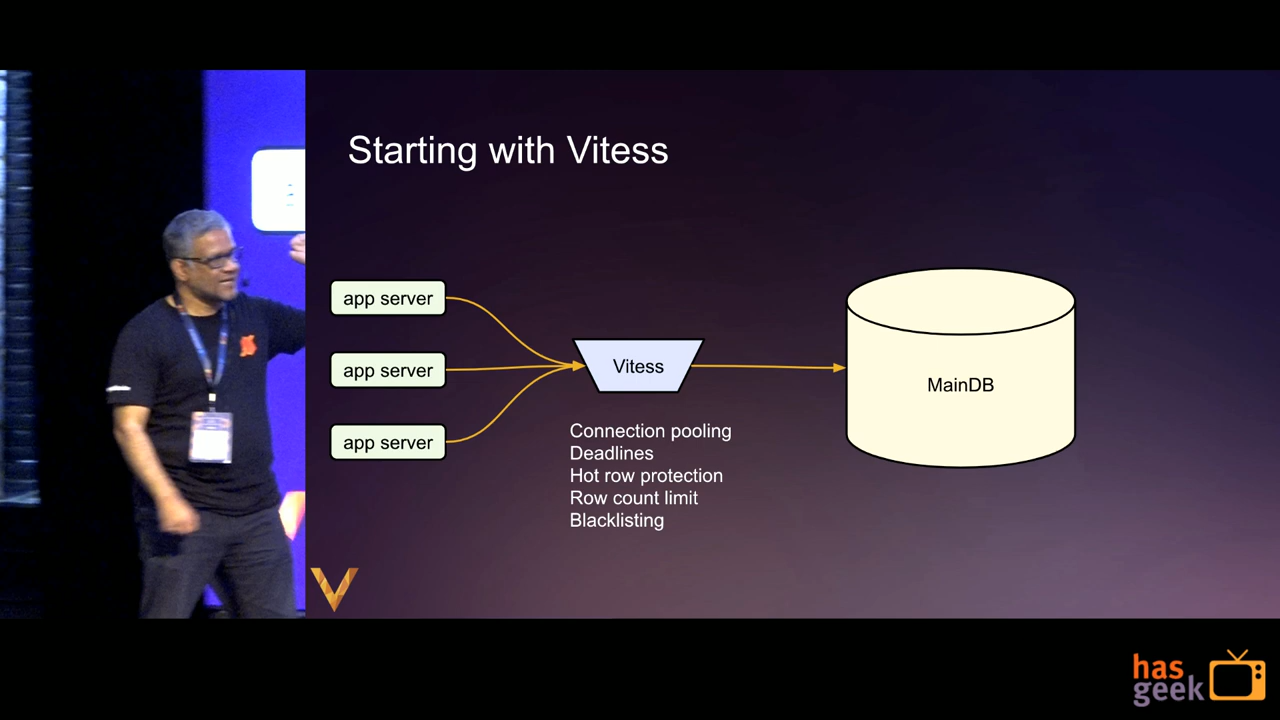 Starting with Vitess
app server
app server
app server
Vitess
MainDB
Connection pooling
Deadlines
Hot row protection
Row count limit
Blacklisting
V
has
geek